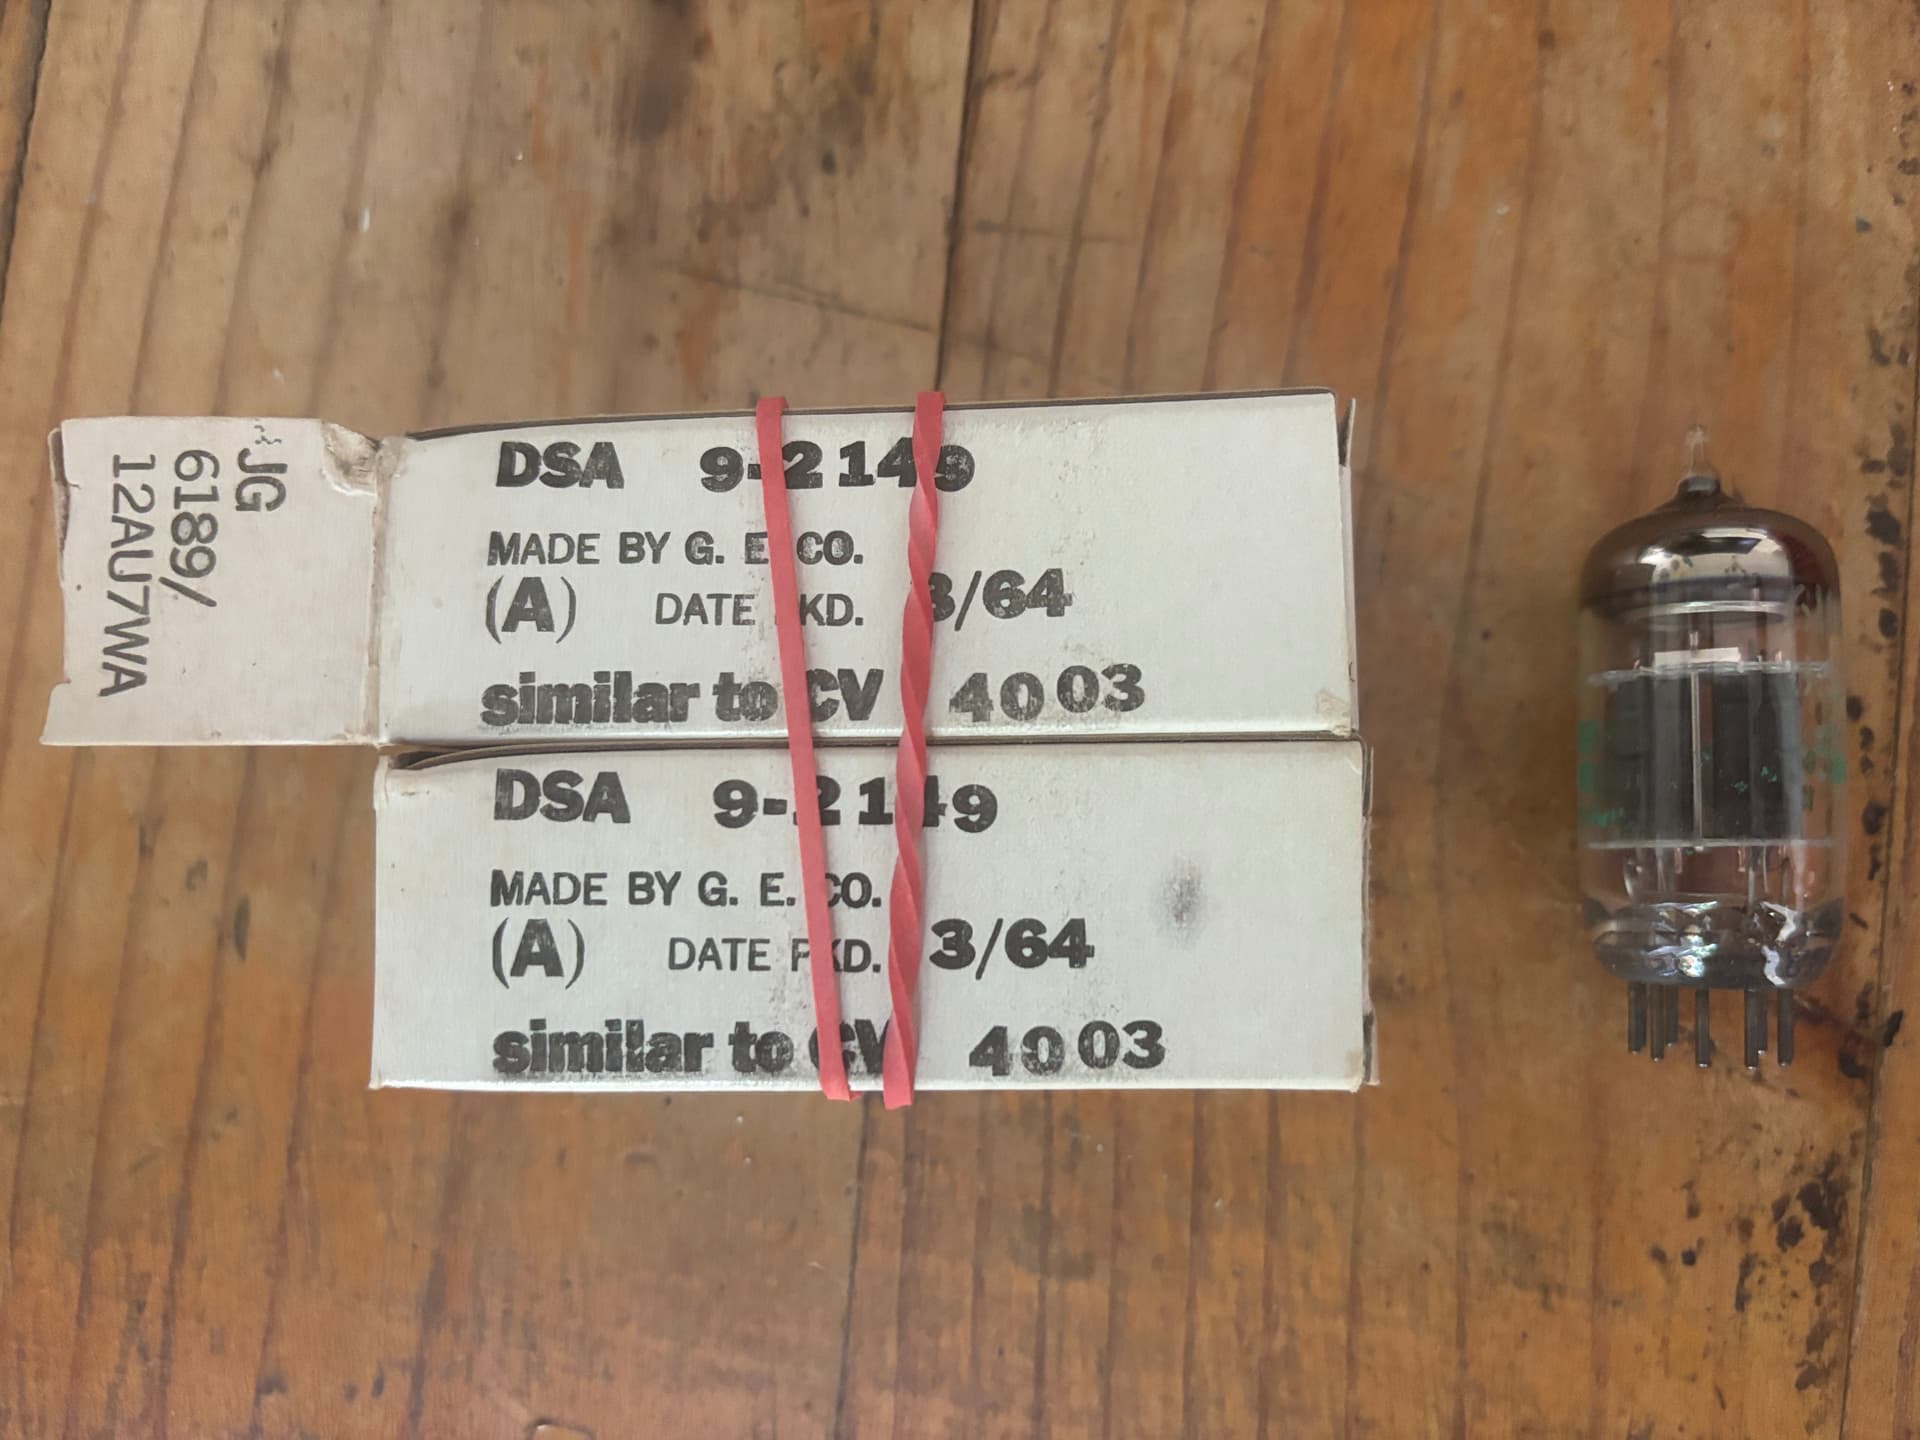 JG
6189/
12AU7WA
DSA 9-2149
MADE BY G. E. CO.
(A) DATE PKD. 3/64
similar to CV 4003
DSA 9-2149
MADE BY G. E. CO.
(A) DATE PKD. 3/64
similar to CV 4003